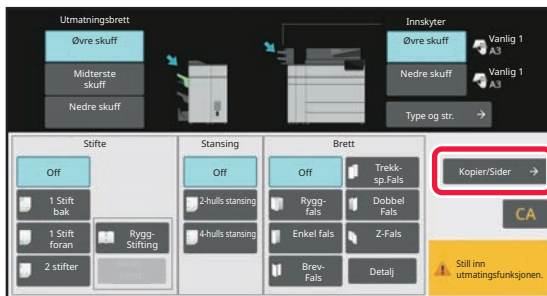 Utmatningsbrett
Innskyter
Øvre skuff
Midterste
skuff
Nedre skuff
Øvre skuff
Vanlig 1
A3
Nedre skuff
Vanlig 1
A3
Type og str.
Stifte
Off
1 Stift
bak
1 Stift
foran
2 stifter
Rygg-
Stifting
Stansing
Off
2-hulls stansing
4-hulls stansing
Brett
Off
Rygg-
fals
Enkel fals
Brev-
Fals
Trekk-
sp.Fals
Dobbel
Fals
Z-Fals
Detalj
Kopier/Sider
CA
Still inn
utmatingsfunksjonen.